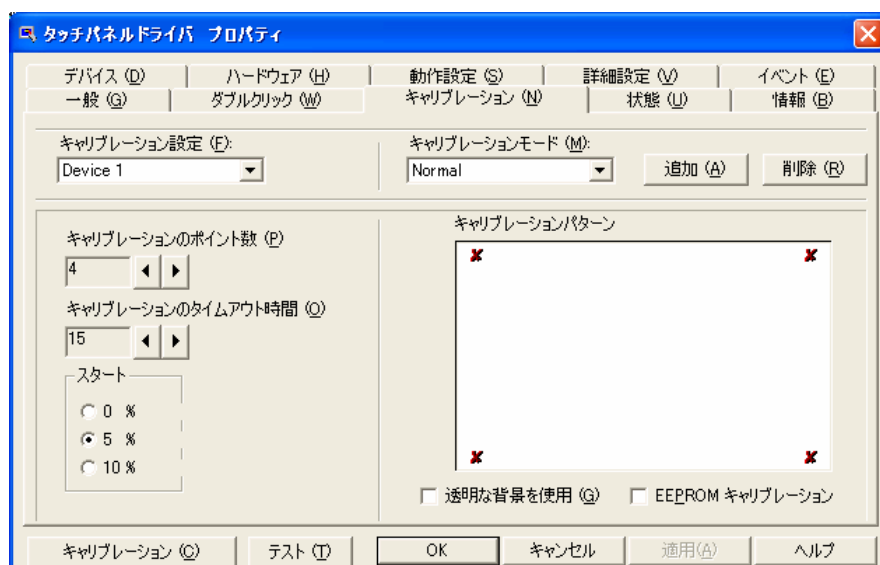 タッチパネルドライバ プロパティ
デバイス (D) ハードウェア (H) 動作設定 (S) 詳細設定 (V) イベント (E)
一般 (G) ダブルクリック (W) キャリブレーション (N) 状態 (U) 情報 (B)
キャリブレーション設定 (F):
Device 1
キャリブレーションモード (M):
Normal
追加 (A) 削除 (R)
キャリブレーションのポイント数 (P)
4
キャリブレーションのタイムアウト時間 (O)
15
スタート
0 %
5 %
10 %
キャリブレーションパターン
透明な背景を使用 (G) EEPROM キャリブレーション
キャリブレーション (C) テスト (T) OK キャンセル 適用(A) ヘルプ